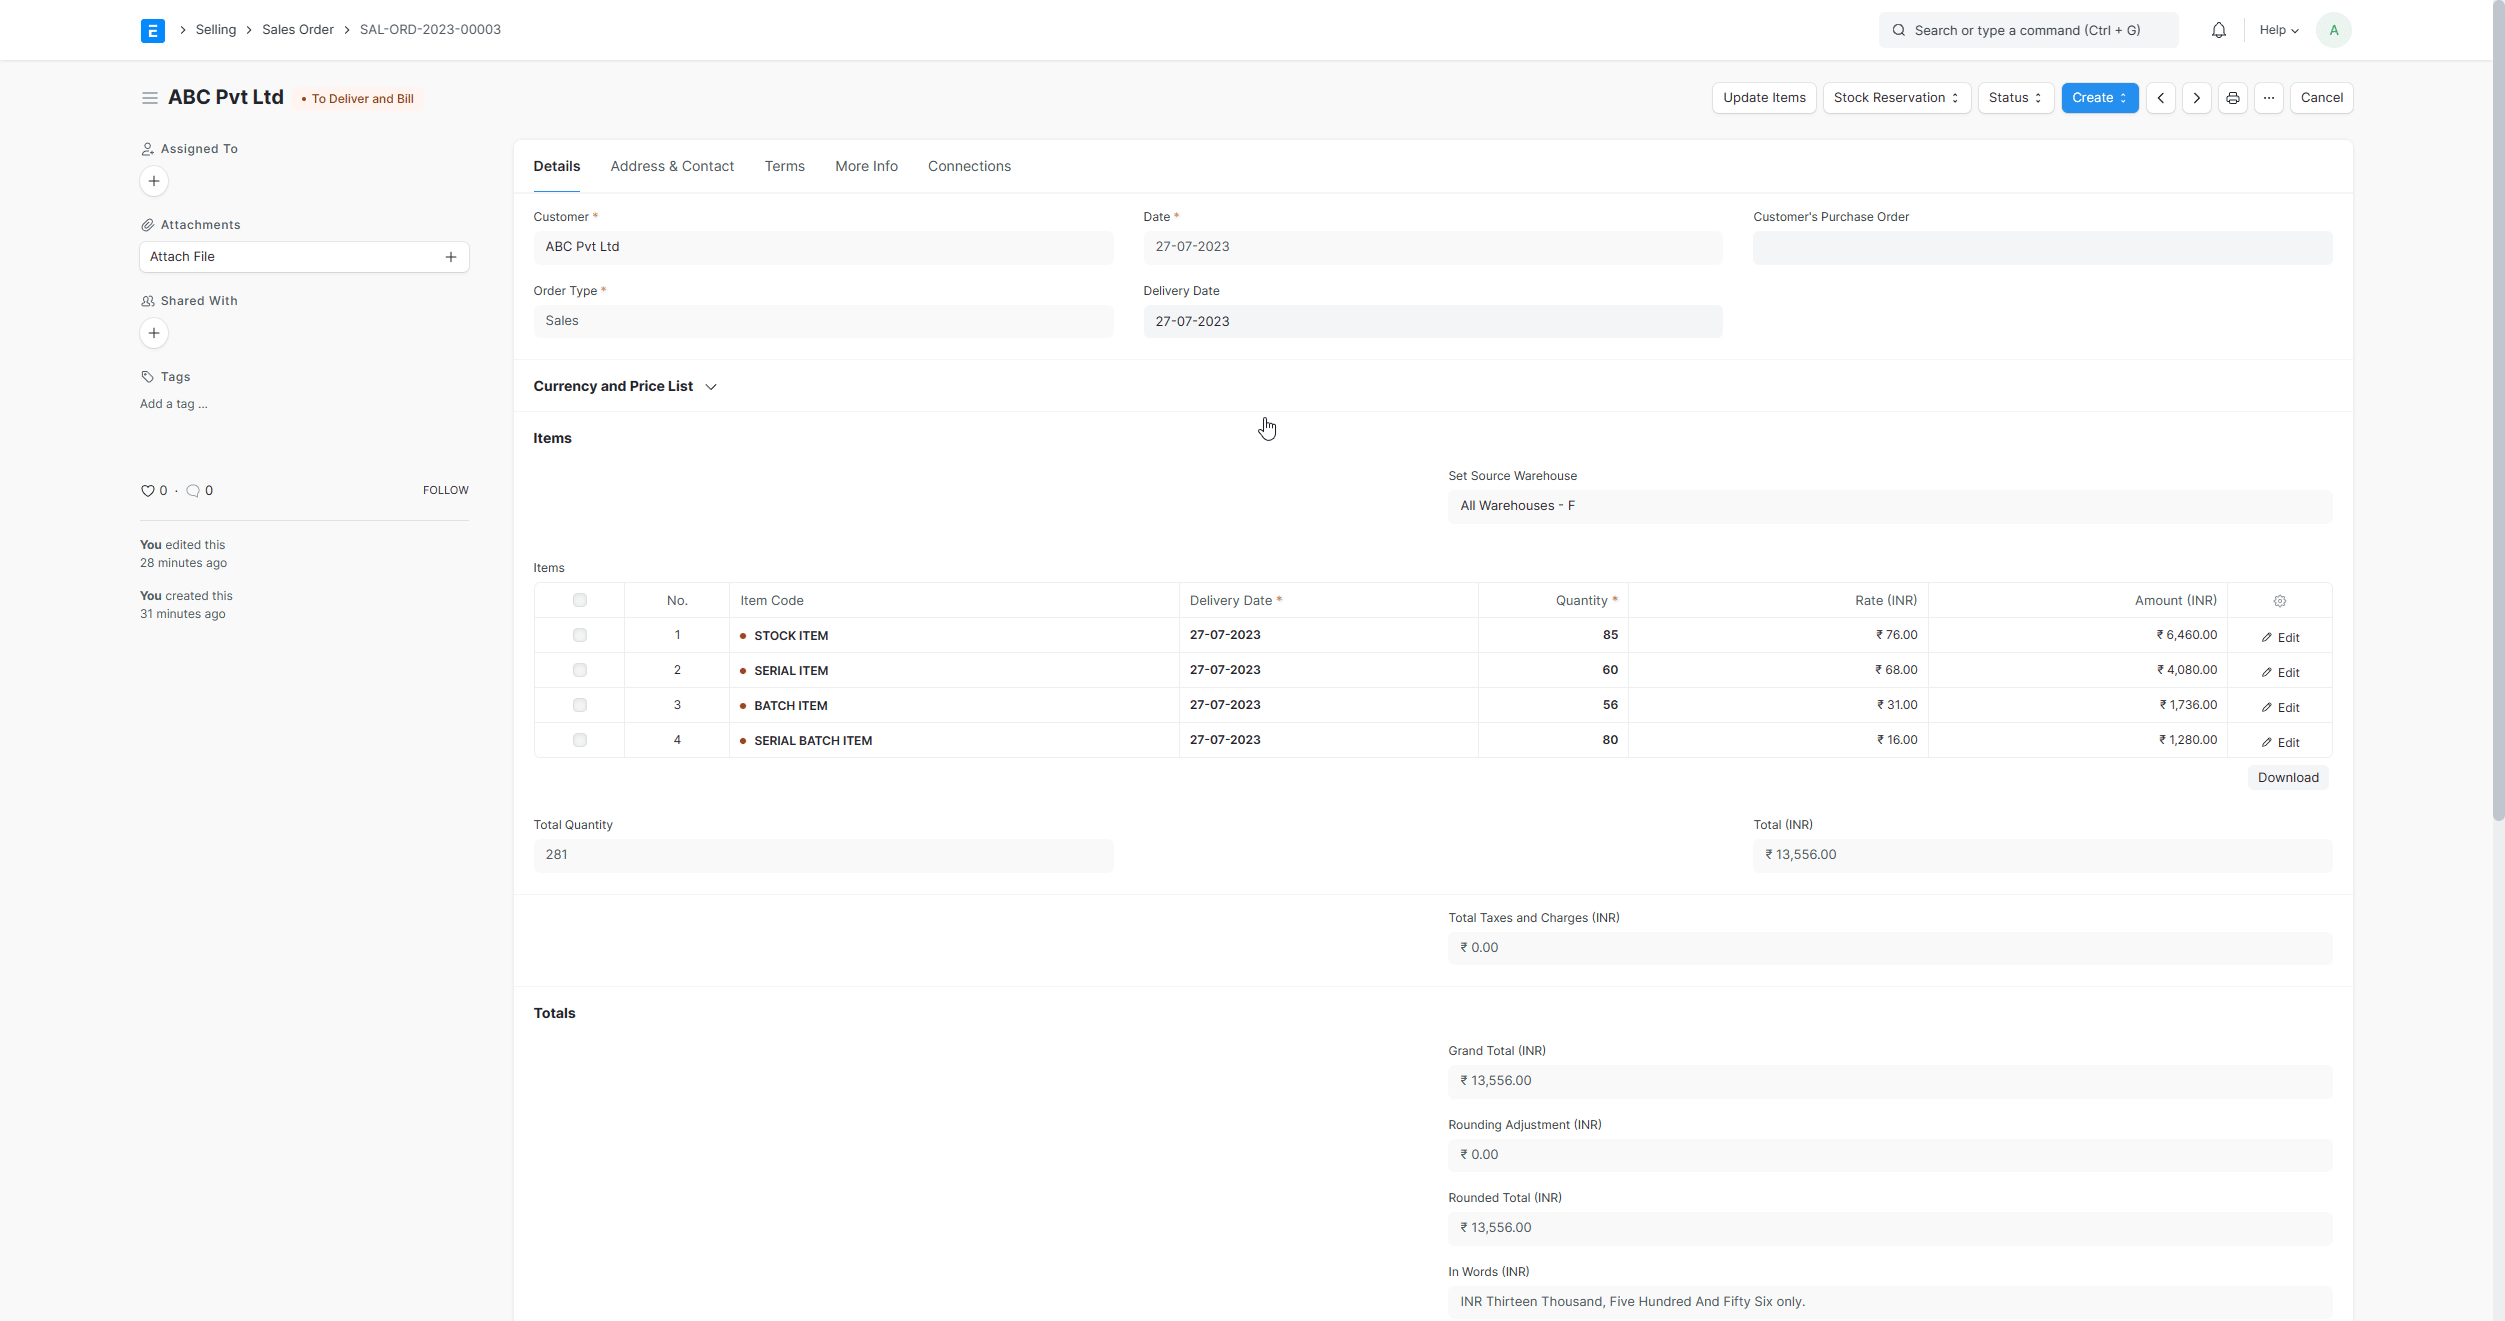 E > Selling > Sales Order > SAL-ORD-2023-00003
Search or type a command (Ctrl + G)
Help
A
ABC Pvt Ltd
• To Deliver and Bill
Update Items
Stock Reservation
Status
Create
Cancel
Assigned To
Attachments
Attach File
Shared With
Tags
Add a tag ...
0 · 0
FOLLOW
You edited this
28 minutes ago
You created this
31 minutes ago
Details Address & Contact Terms More Info Connections
Customer *
ABC Pvt Ltd
Date *
27-07-2023
Customer's Purchase Order
Order Type *
Sales
Delivery Date
27-07-2023
Currency and Price List
Items
Set Source Warehouse
All Warehouses - F
Items
No. Item Code Delivery Date * Quantity * Rate (INR) Amount (INR)
1 STOCK ITEM 27-07-2023 85 ₹ 76.00 ₹ 6,460.00 Edit
2 SERIAL ITEM 27-07-2023 60 ₹ 68.00 ₹ 4,080.00 Edit
3 BATCH ITEM 27-07-2023 56 ₹ 31.00 ₹ 1,736.00 Edit
4 SERIAL BATCH ITEM 27-07-2023 80 ₹ 16.00 ₹ 1,280.00 Edit
Download
Total Quantity
281
Total (INR)
₹ 13,556.00
Total Taxes and Charges (INR)
₹ 0.00
Totals
Grand Total (INR)
₹ 13,556.00
Rounding Adjustment (INR)
₹ 0.00
Rounded Total (INR)
₹ 13,556.00
In Words (INR)
INR Thirteen Thousand, Five Hundred And Fifty Six only.